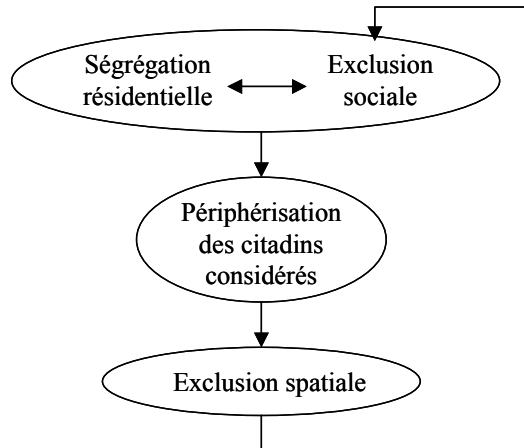 Ségrégation
résidentielle
Exclusion
sociale
Périphérisation
des citadins
considérés
Exclusion spatiale